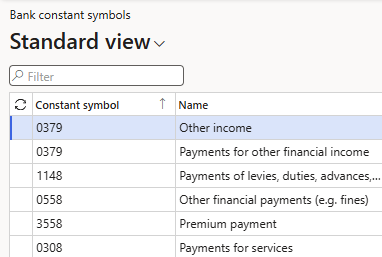 Bank constant symbols
Standard view
Filter
Constant symbol Name
0379 Other income
0379 Payments for other financial income
1148 Payments of levies, duties, advances,...
0558 Other financial payments (e.g. fines)
3558 Premium payment
0308 Payments for services